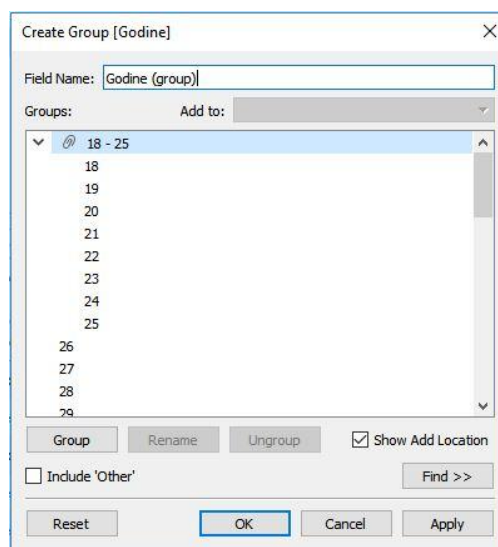 Create Group [Godine]
Field Name: Godine (group)
Groups: Add to:
18 - 25
18
19
20
21
22
23
24
25
26
27
28
29
Group Rename Ungroup Show Add Location
Include 'Other' Find >>
Reset OK Cancel Apply